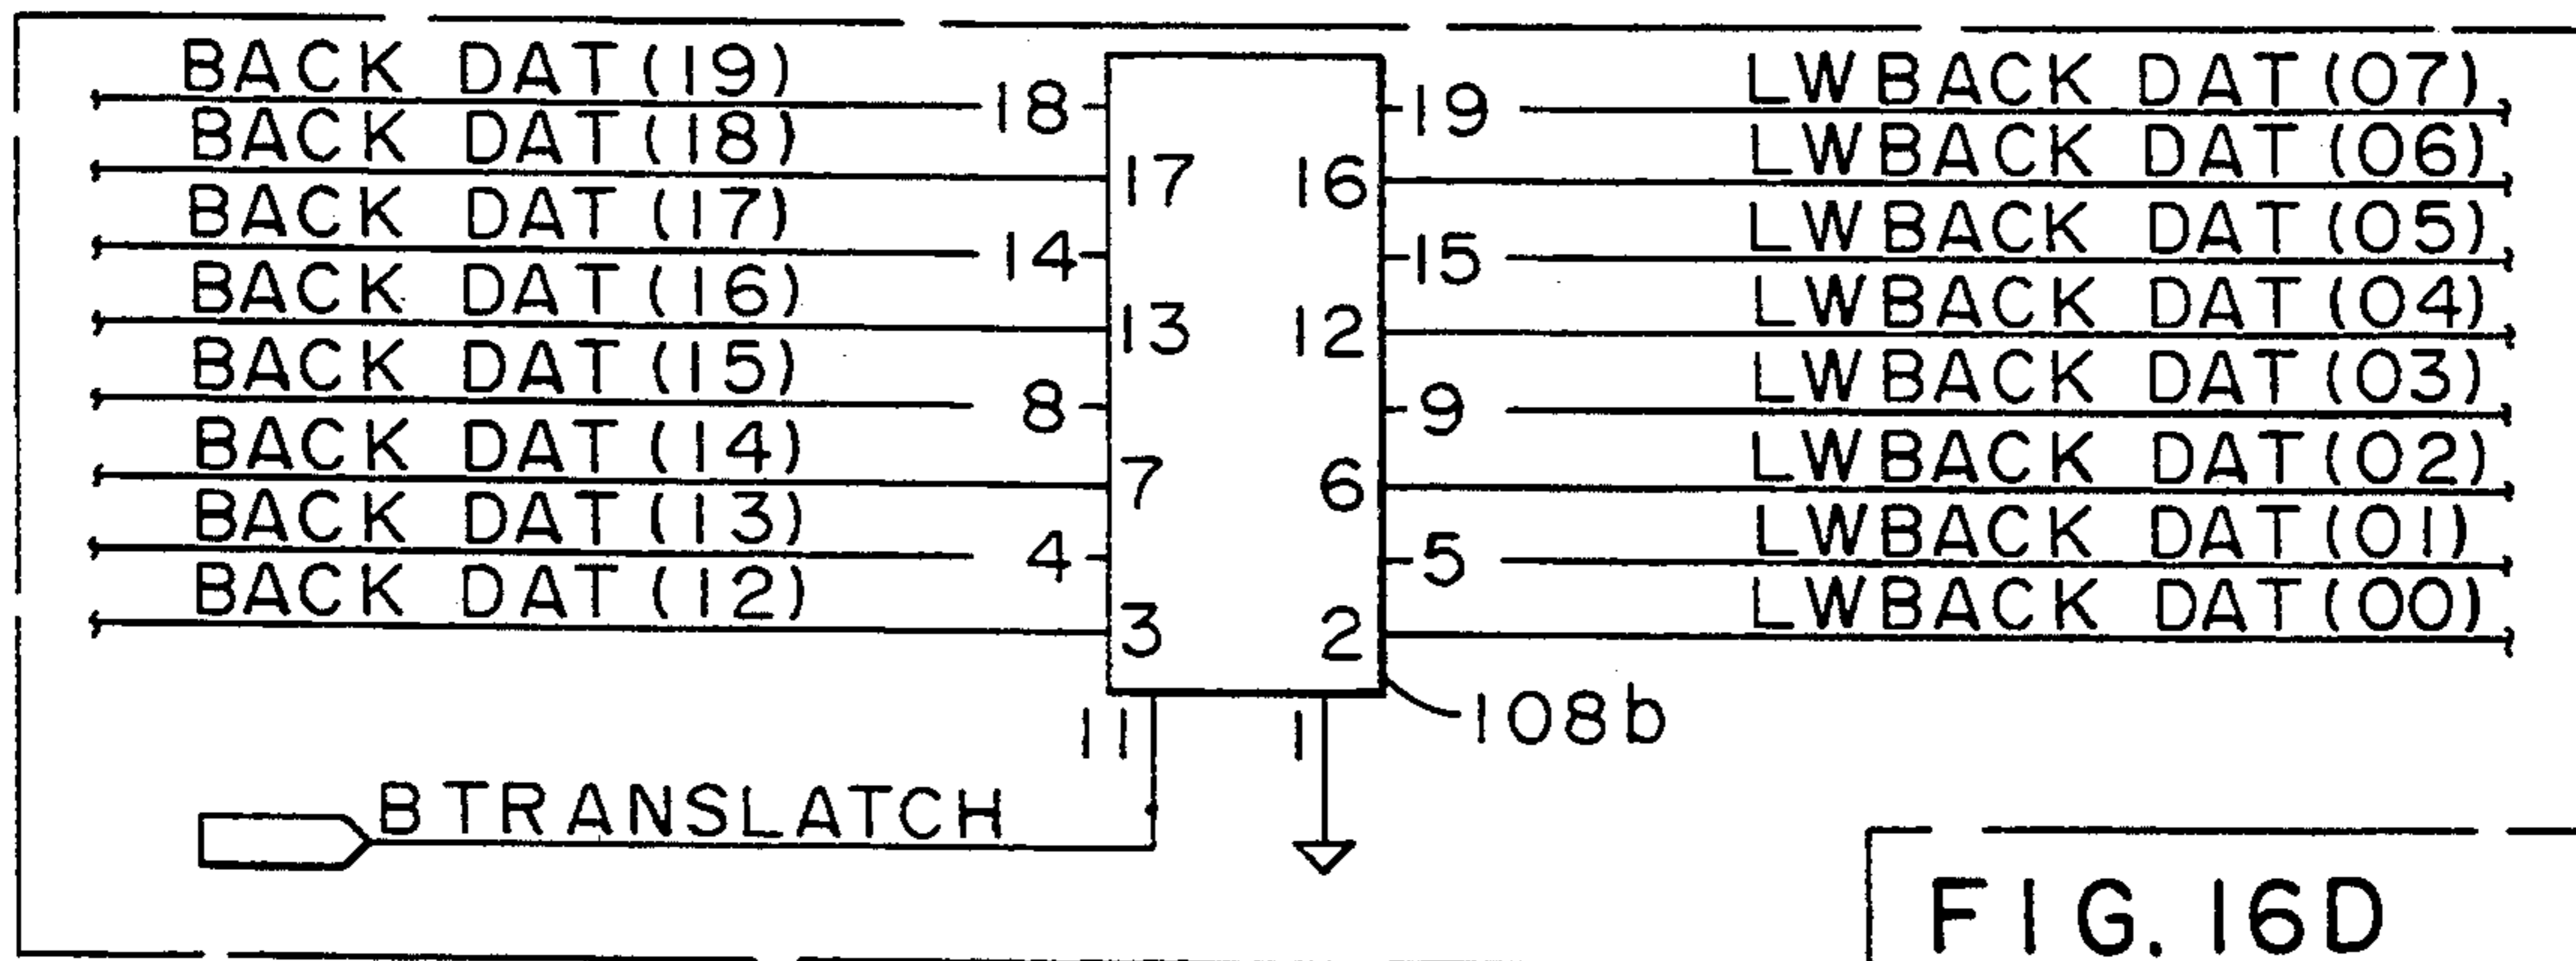 BACK DAT(19) 18 19 LWBACK DAT(07)
BACK DAT(18) 17 16 LWBACK DAT(06)
BACK DAT(17) 14 15 LWBACK DAT(05)
BACK DAT(16) 13 12 LWBACK DAT(04)
BACK DAT(15) 8 9 LWBACK DAT(03)
BACK DAT(14) 7 6 LWBACK DAT(02)
BACK DAT(13) 4 5 LWBACK DAT(01)
BACK DAT(12) 3 2 LWBACK DAT(00)
11 1 108b
BTRANSLATCH
FIG. 16D